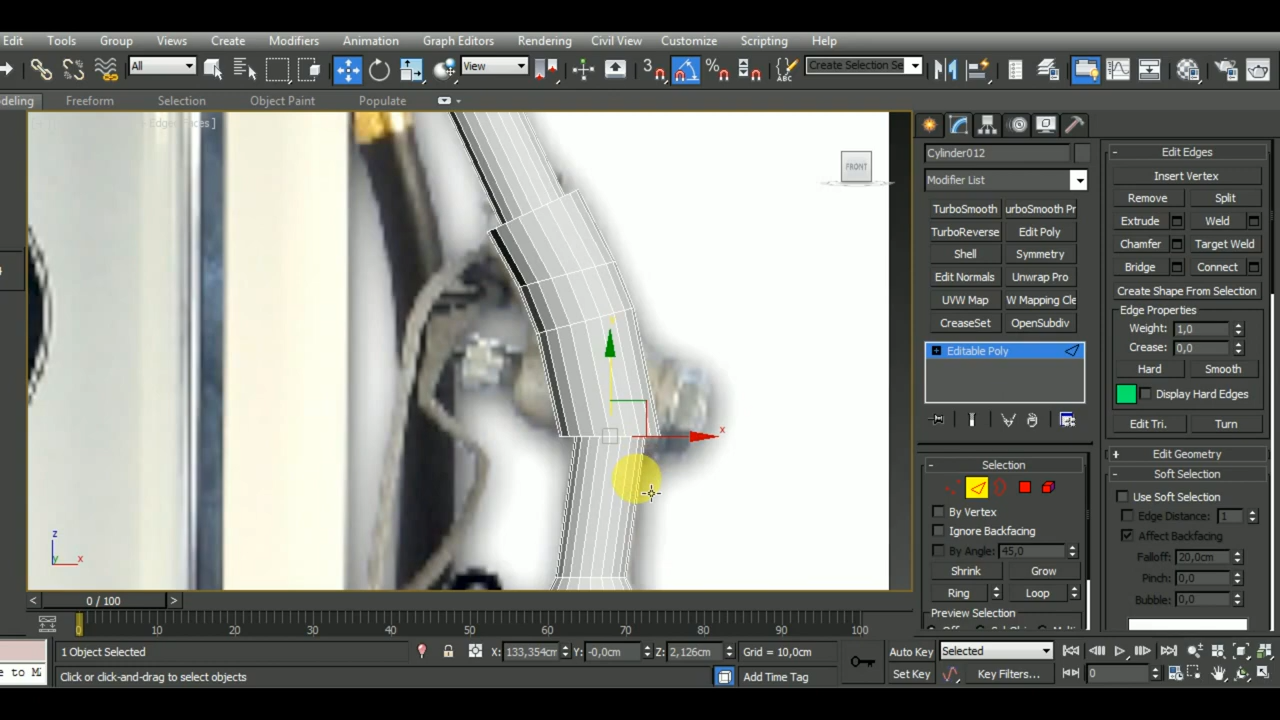 Edit Tools Group Views Create Modifiers Animation Graph Editors Rendering Civil View Customize Scripting Help
All View 3 % ABC Create Selection Se
deling Freeform Selection Object Paint Populate
Edged Faces ]
FRONT
Cylinder012
Modifier List
TurboSmooth urboSmooth Pr
TurboReverse Edit Poly
Shell Symmetry
Edit Normals Unwrap Pro
UVW Map W Mapping Cle
CreaseSet OpenSubdiv
Editable Poly
- Selection
By Vertex
Ignore Backfacing
By Angle: 45,0
Shrink Grow
Ring Loop
Preview Selection
- Edit Edges
Insert Vertex
Remove Split
Extrude Weld
Chamfer Target Weld
Bridge Connect
Create Shape From Selection
Edge Properties
Weight: 1,0
Crease: 0,0
Hard Smooth
Display Hard Edges
Edit Tri. Turn
+ Edit Geometry
- Soft Selection
Use Soft Selection
Edge Distance: 1
Affect Backfacing
Falloff: 20,0cm
Pinch: 0,0
Bubble: 0,0
x
z
y x
< 0 / 100 >
0 10 20 30 40 50 60 70 80 90 100
1 Object Selected X: 133,354cm Y: -0,0cm Z: 2,126cm Grid = 10,0cm Auto Key Selected
e to Mi Click or click-and-drag to select objects Add Time Tag Set Key Key Filters... 0